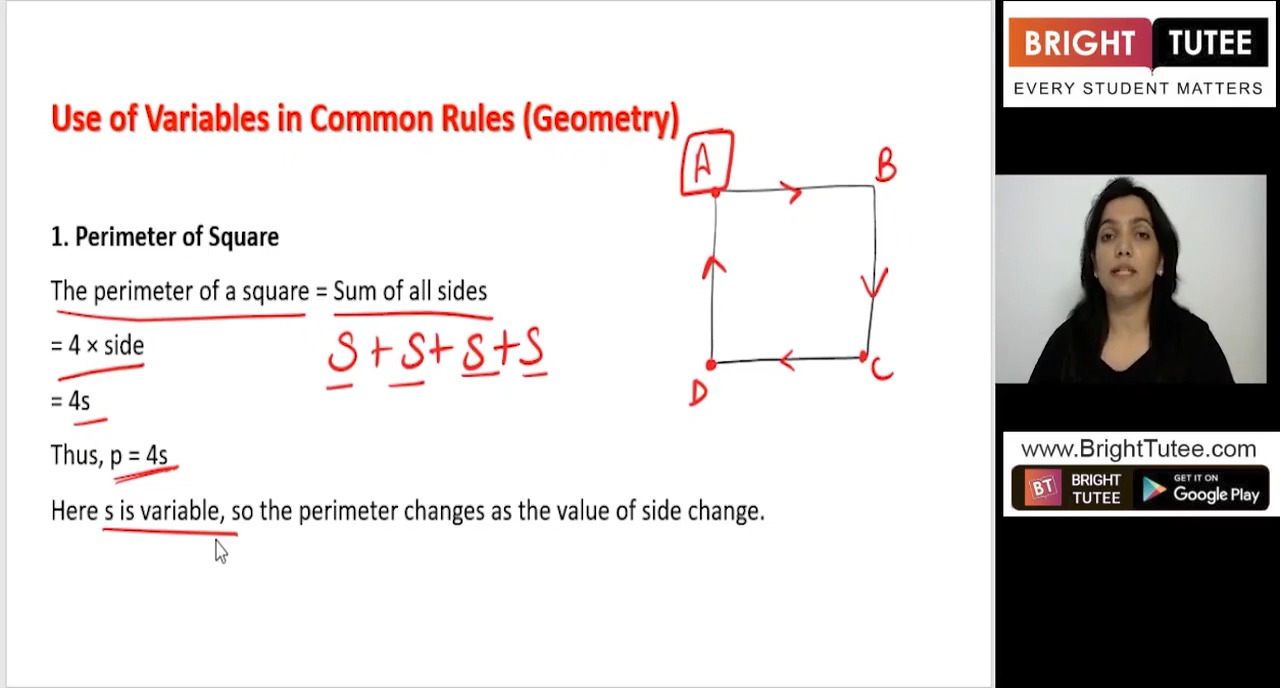 Use of Variables in Common Rules (Geometry)
A
B
1. Perimeter of Square
The perimeter of a square = Sum of all sides
= 4 × side
S + S + S + S
= 4s
D
C
Thus, p = 4s
Here s is variable, so the perimeter changes as the value of side change.
BRIGHT TUTEE
EVERY STUDENT MATTERS
www.BrightTutee.com
BT
BRIGHT
TUTEE
GET IT ON
Google Play